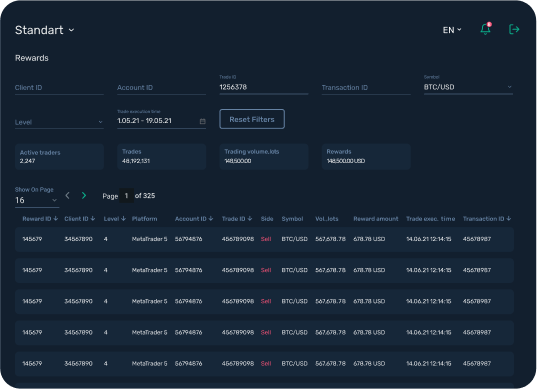 Standart
EN
Rewards
Client ID
Account ID
Trade ID
1256378
Transaction ID
Symbol
BTC/USD
Level
Trade executive time
1.05.21 - 19.05.21
Reset Filters
Active traders
2,247
Trades
48,192,131
Trading volume, lots
148,500.00
Rewards
148,500.00 USD
Show On Page
16
Page 1 of 325
Reward ID Client ID Level Platform Account ID Trade ID Side Symbol Vol., lots Reward amount Trade exec. time Transaction ID
145679 34567890 4 MetaTrader 5 56794876 456789098 Sell BTC/USD 567,678.78 678.78 USD 14.06.21 12:14:15 45678987
145679 34567890 4 MetaTrader 5 56794876 456789098 Sell BTC/USD 567,678.78 678.78 USD 14.06.21 12:14:15 45678987
145679 34567890 4 MetaTrader 5 56794876 456789098 Sell BTC/USD 567,678.78 678.78 USD 14.06.21 12:14:15 45678987
145679 34567890 4 MetaTrader 5 56794876 456789098 Sell BTC/USD 567,678.78 678.78 USD 14.06.21 12:14:15 45678987
145679 34567890 4 MetaTrader 5 56794876 456789098 Sell BTC/USD 567,678.78 678.78 USD 14.06.21 12:14:15 45678987